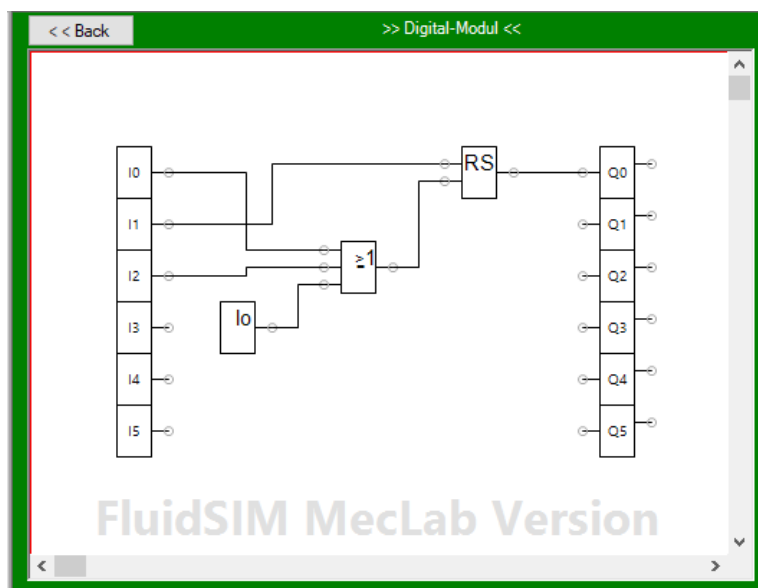 < < Back
>> Digital-Modul <<
RS
I0
Q0
I1
Q1
≥1
I2
Q2
Io
I3
Q3
I4
Q4
I5
Q5
FluidSIM MecLab Version